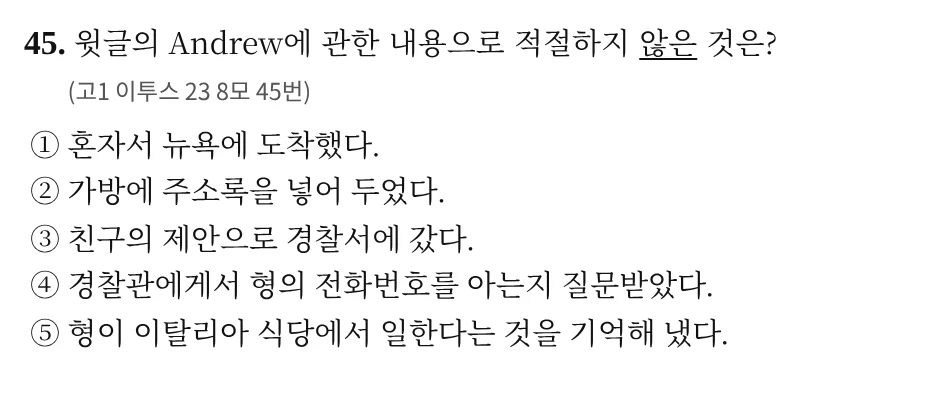 45. 윗글의 Andrew에 관한 내용으로 적절하지 않은 것은?
(고1 이투스 23 8모 45번)
① 혼자서 뉴욕에 도착했다.
② 가방에 주소록을 넣어 두었다.
③ 친구의 제안으로 경찰서에 갔다.
④ 경찰관에게서 형의 전화번호를 아는지 질문받았다.
⑤ 형이 이탈리아 식당에서 일한다는 것을 기억해 냈다.